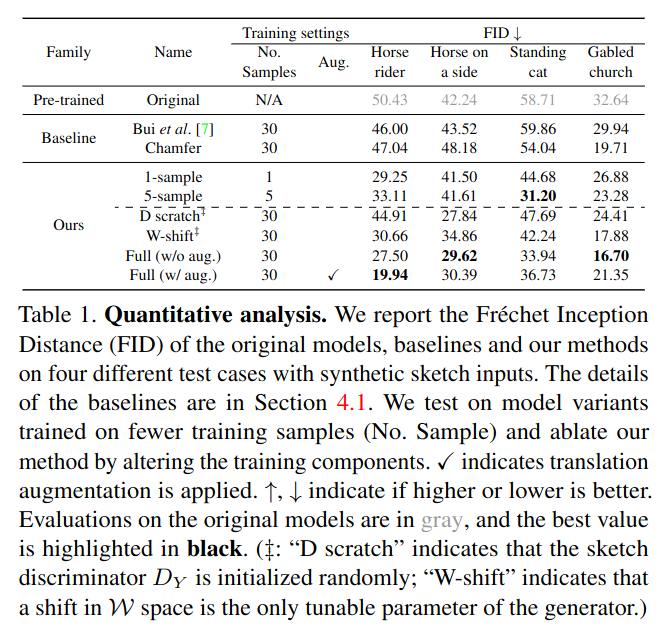 Family Name Training settings FID ↓
No. Samples Aug. Horse rider Horse on a side Standing cat Gabled church
Pre-trained Original N/A 50.43 42.24 58.71 32.64
Baseline Bui et al. [7] 30 46.00 43.52 59.86 29.94
Chamfer 30 47.04 48.18 54.04 19.71
Ours 1-sample 1 29.25 41.50 44.68 26.88
5-sample 5 33.11 41.61 31.20 23.28
D scratch‡ 30 44.91 27.84 47.69 24.41
W-shift‡ 30 30.66 34.86 42.24 17.88
Full (w/o aug.) 30 27.50 29.62 33.94 16.70
Full (w/ aug.) 30 ✓ 19.94 30.39 36.73 21.35
Table 1. Quantitative analysis. We report the Fréchet Inception
Distance (FID) of the original models, baselines and our methods
on four different test cases with synthetic sketch inputs. The details
of the baselines are in Section 4.1. We test on model variants
trained on fewer training samples (No. Sample) and ablate our
method by altering the training components. ✓ indicates translation
augmentation is applied. ↑, ↓ indicate if higher or lower is better.
Evaluations on the original models are in gray, and the best value
is highlighted in black. (‡: “D scratch” indicates that the sketch
discriminator D_Y is initialized randomly; “W-shift” indicates that
a shift in 𝒲 space is the only tunable parameter of the generator.)